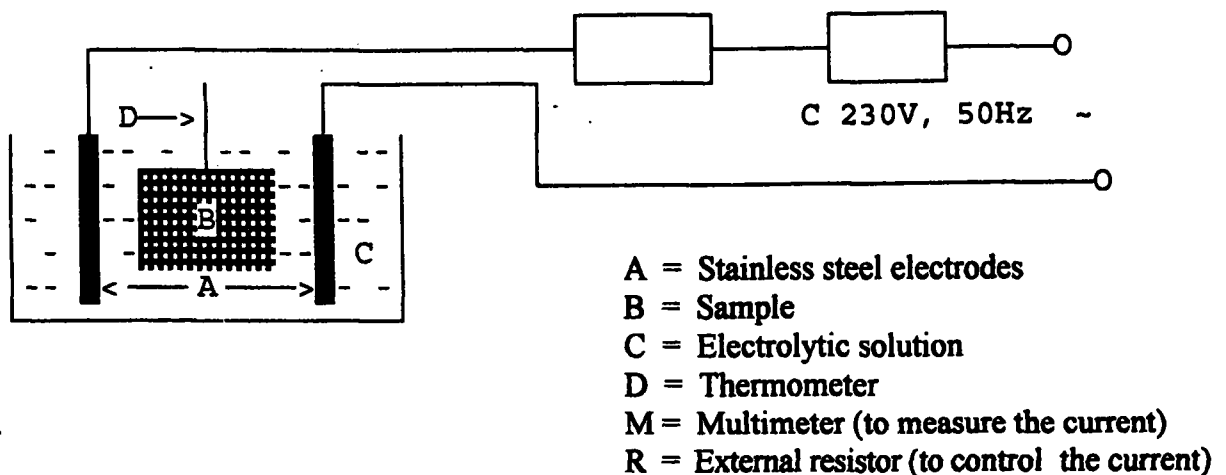 D—>
C 230V, 50Hz ~
B
C
< — A — >
A = Stainless steel electrodes
B = Sample
C = Electrolytic solution
D = Thermometer
M = Multimeter (to measure the current)
R = External resistor (to control the current)